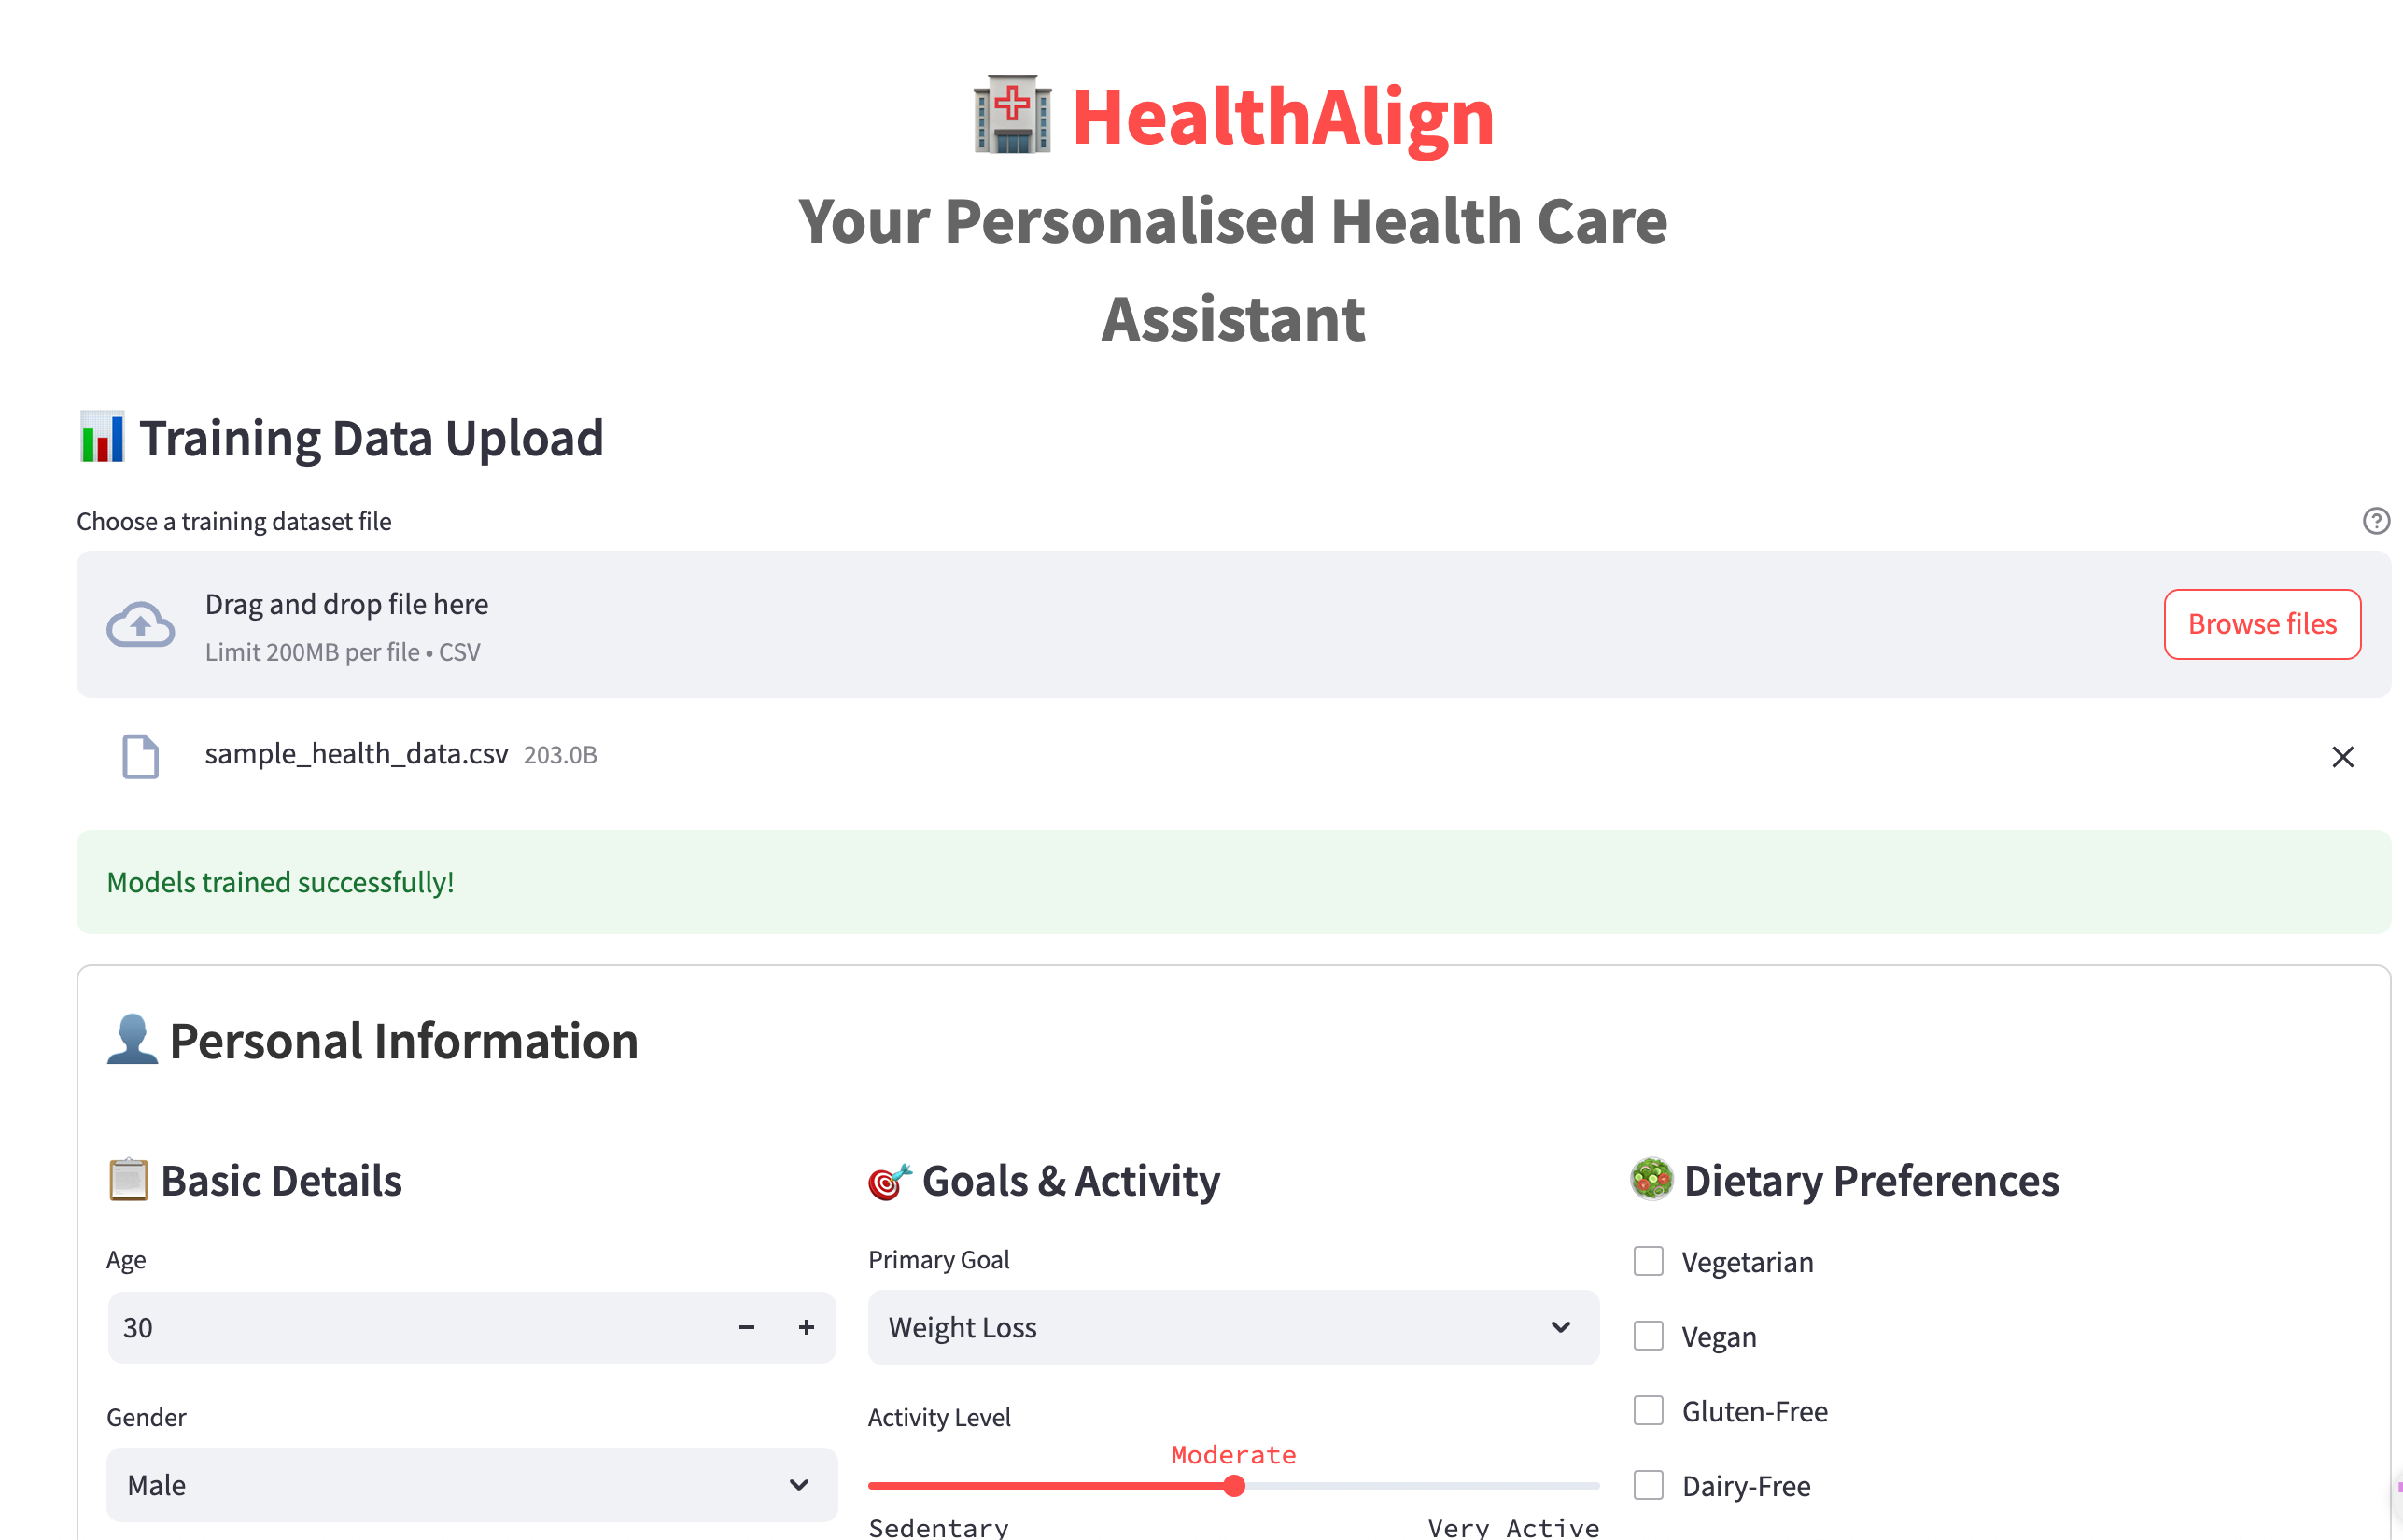 HealthAlign
Your Personalised Health Care
Assistant
Training Data Upload
Choose a training dataset file
Drag and drop file here
Limit 200MB per file • CSV
Browse files
sample_health_data.csv 203.0B
Models trained successfully!
Personal Information
Basic Details
Age
30
Gender
Male
Goals & Activity
Primary Goal
Weight Loss
Activity Level
Moderate
Sedentary
Very Active
Dietary Preferences
Vegetarian
Vegan
Gluten-Free
Dairy-Free